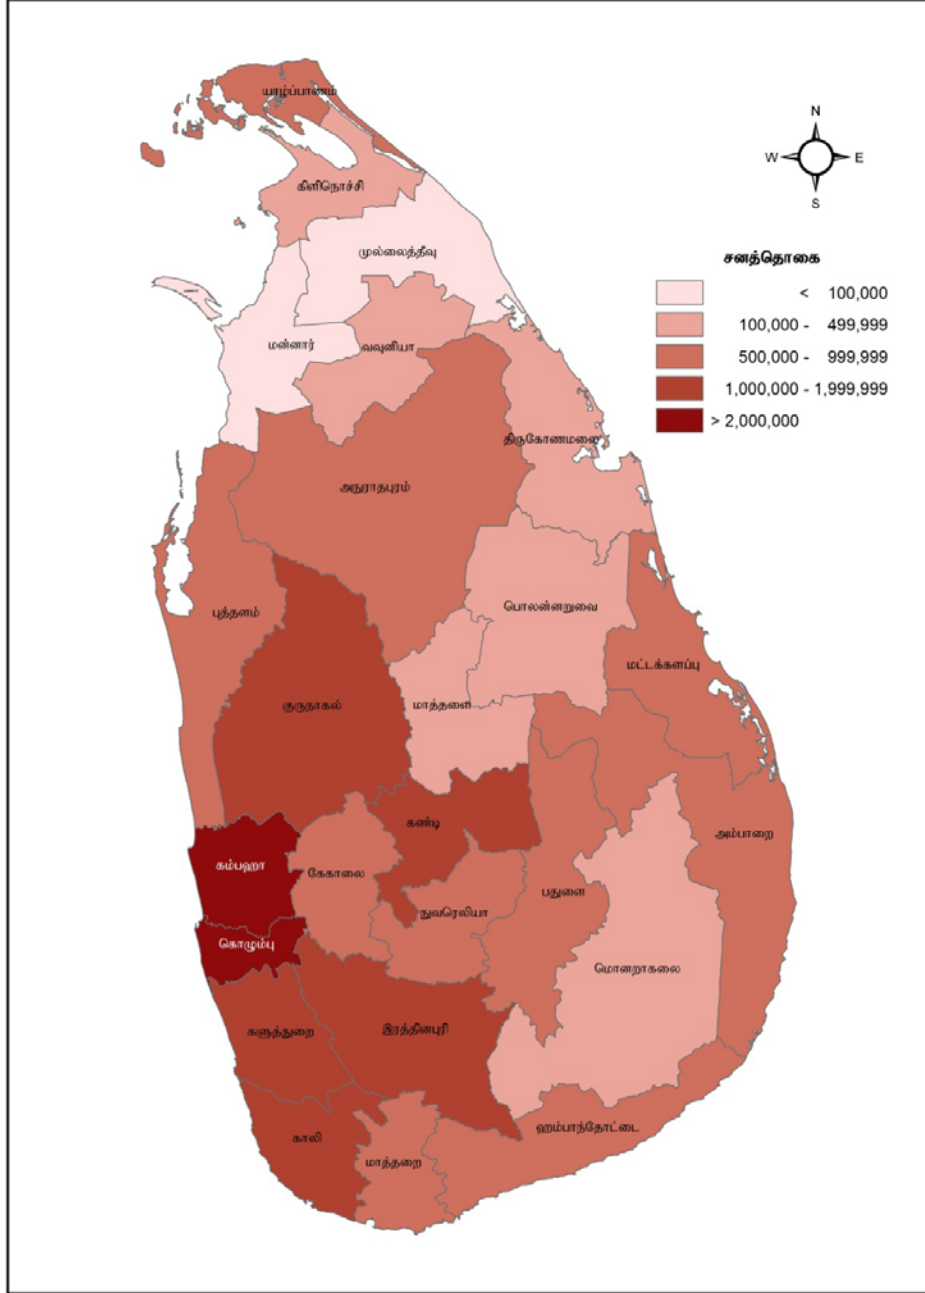 யாழ்ப்பாணம்
N
W
E
S
கிளிநொச்சி
முல்லைத்தீவு
சனத்தொகை
< 100,000
100,000 - 499,999
500,000 - 999,999
1,000,000 - 1,999,999
> 2,000,000
மன்னார்
வவுனியா
திருகோணமலை
அநுராதபுரம்
பொலன்னறுவை
புத்தளம்
மட்டக்களப்பு
குருநாகல்
மாத்தளை
கண்டி
அம்பாறை
கம்பஹா
கேகாலை
பதுளை
நுவரெலியா
கொழும்பு
மொனறாகலை
களுத்துறை
இரத்தினபுரி
ஹம்பாந்தோட்டை
காலி
மாத்தறை